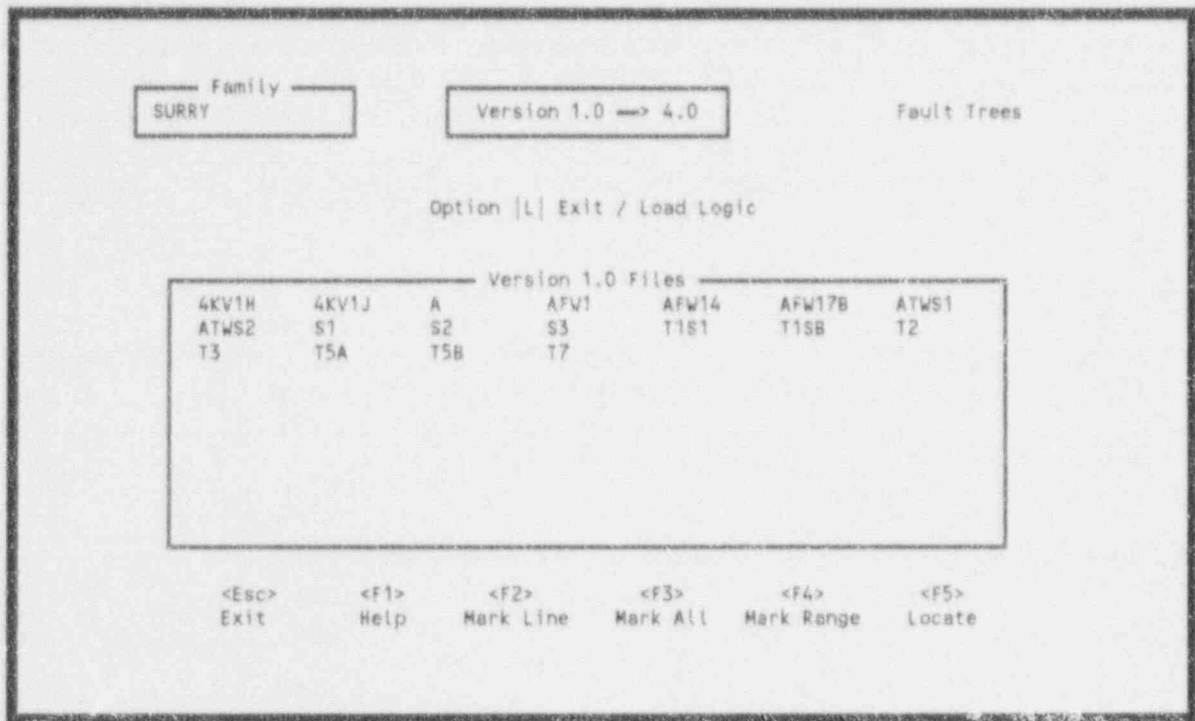 Family
SURRY
Version 1.0 ==> 4.0
Fault Trees
Option |L| Exit / Load Logic
Version 1.0 Files
4KV1H 4KV1J A AFW1 AFW14 AFW17B ATWS1
ATWS2 S1 S2 S3 T1S1 T1SB T2
T3 T5A T5B T7
<Esc> <F1> <F2> <F3> <F4> <F5>
Exit Help Mark Line Mark All Mark Range Locate